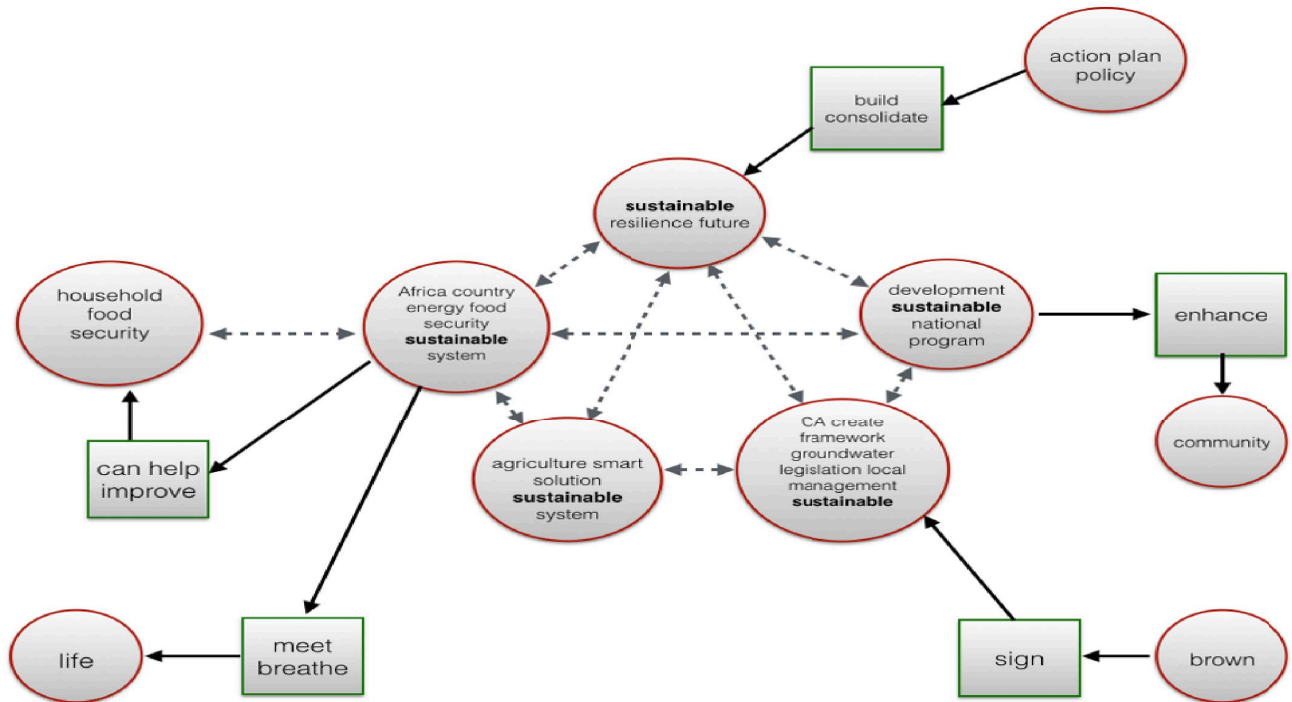 action plan
policy
build
consolidate
sustainable
resilience future
household
food
security
Africa country
energy food
security
sustainable
system
development
sustainable
national
program
enhance
can help
improve
agriculture smart
solution
sustainable
system
CA create
framework
groundwater
legislation local
management
sustainable
community
life
meet
breathe
sign
brown